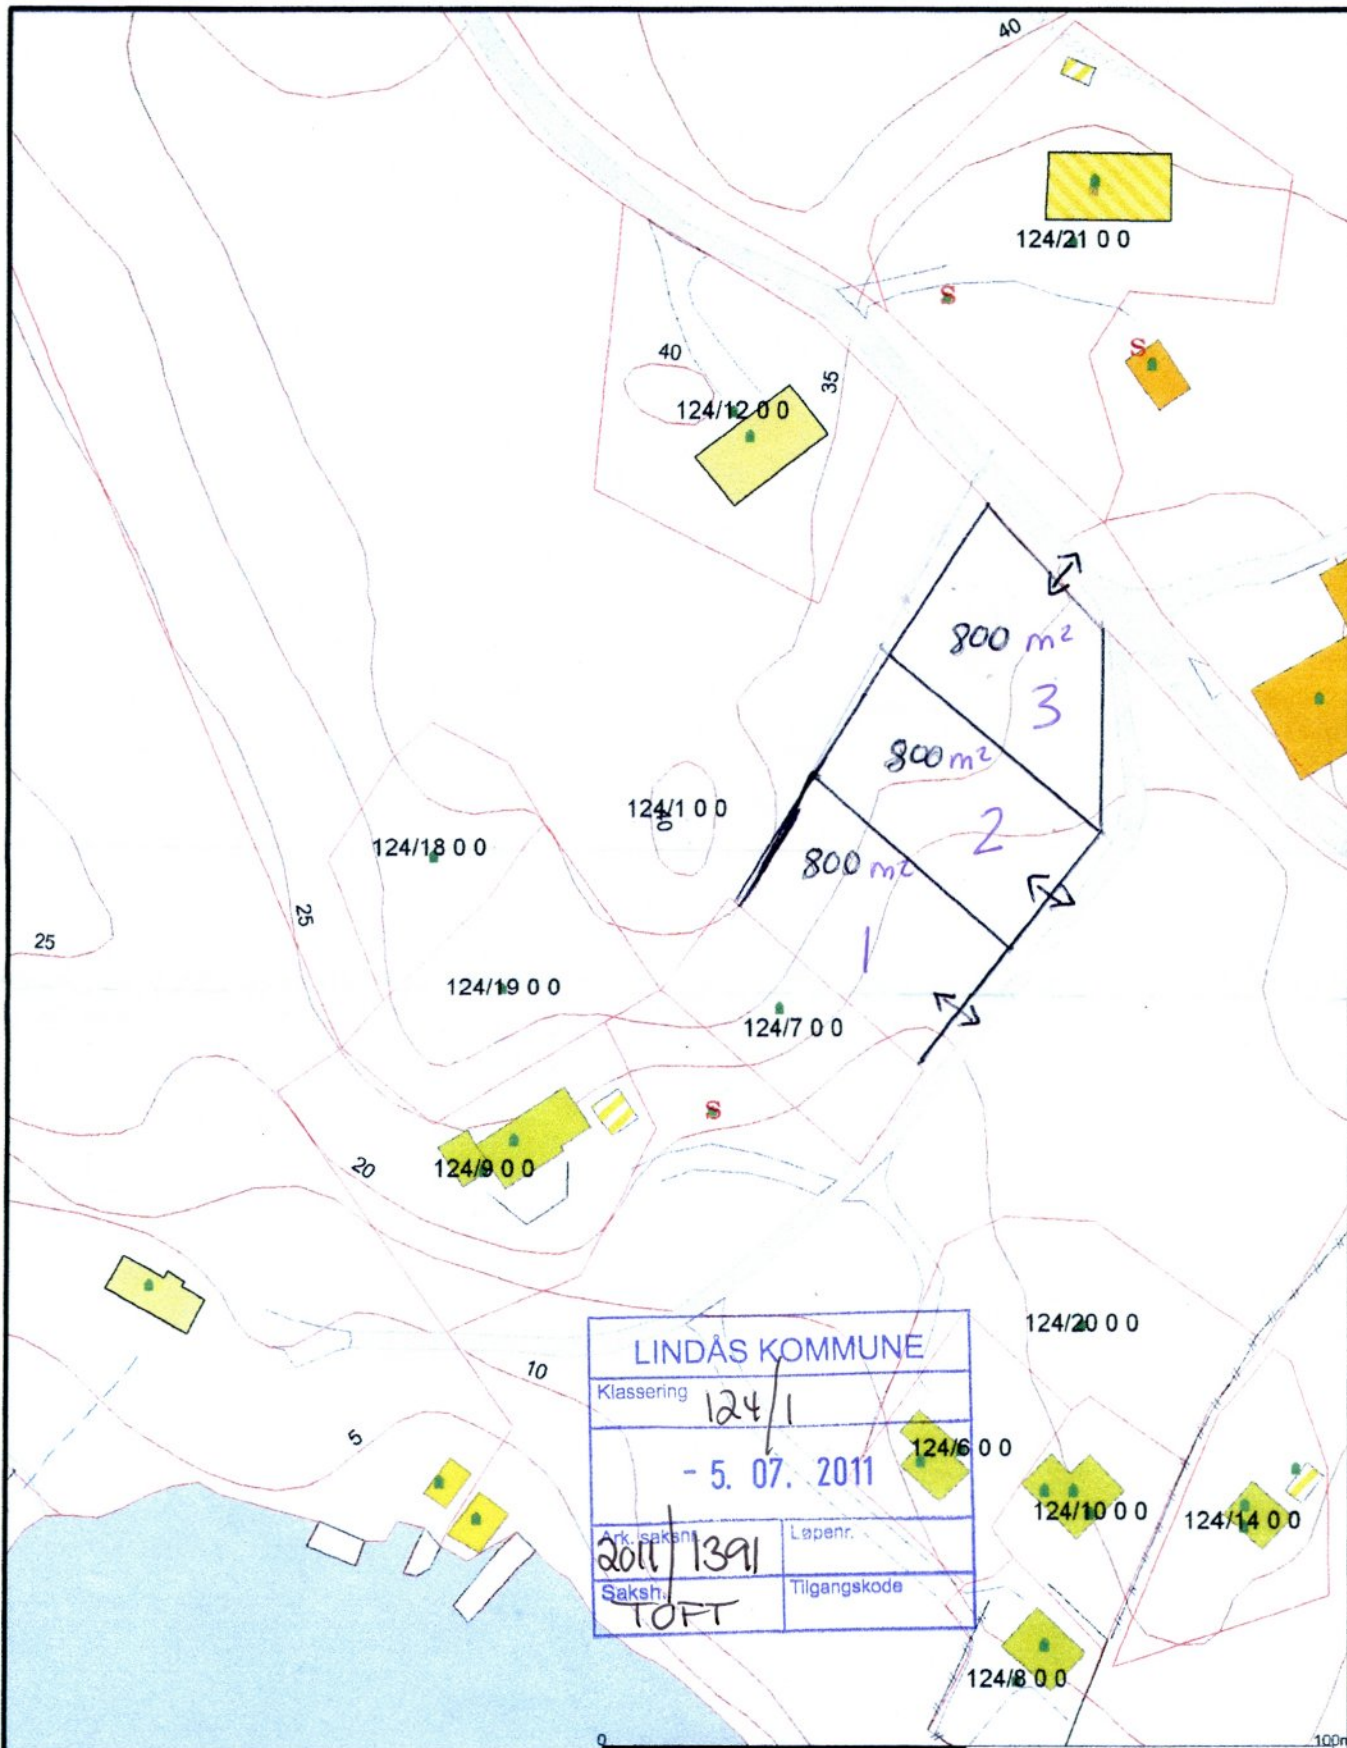 40
124/21 0 0
S
S
40
124/12 0 0
35
800 m²
3
800 m²
2
124/1 0 0
40
124/18 0 0
800 m²
1
25
25
124/19 0 0
124/7 0 0
S
20
124/9 0 0
124/20 0 0
LINDÅS KOMMUNE
Klassering 124/1
- 5. 07. 2011
Ark. saksnr. 2011/1391
Løpenr.
Saksh. TOFT
Tilgangskode
10
5
124/6 0 0
124/10 0 0
124/14 0 0
124/8 0 0
0
100m